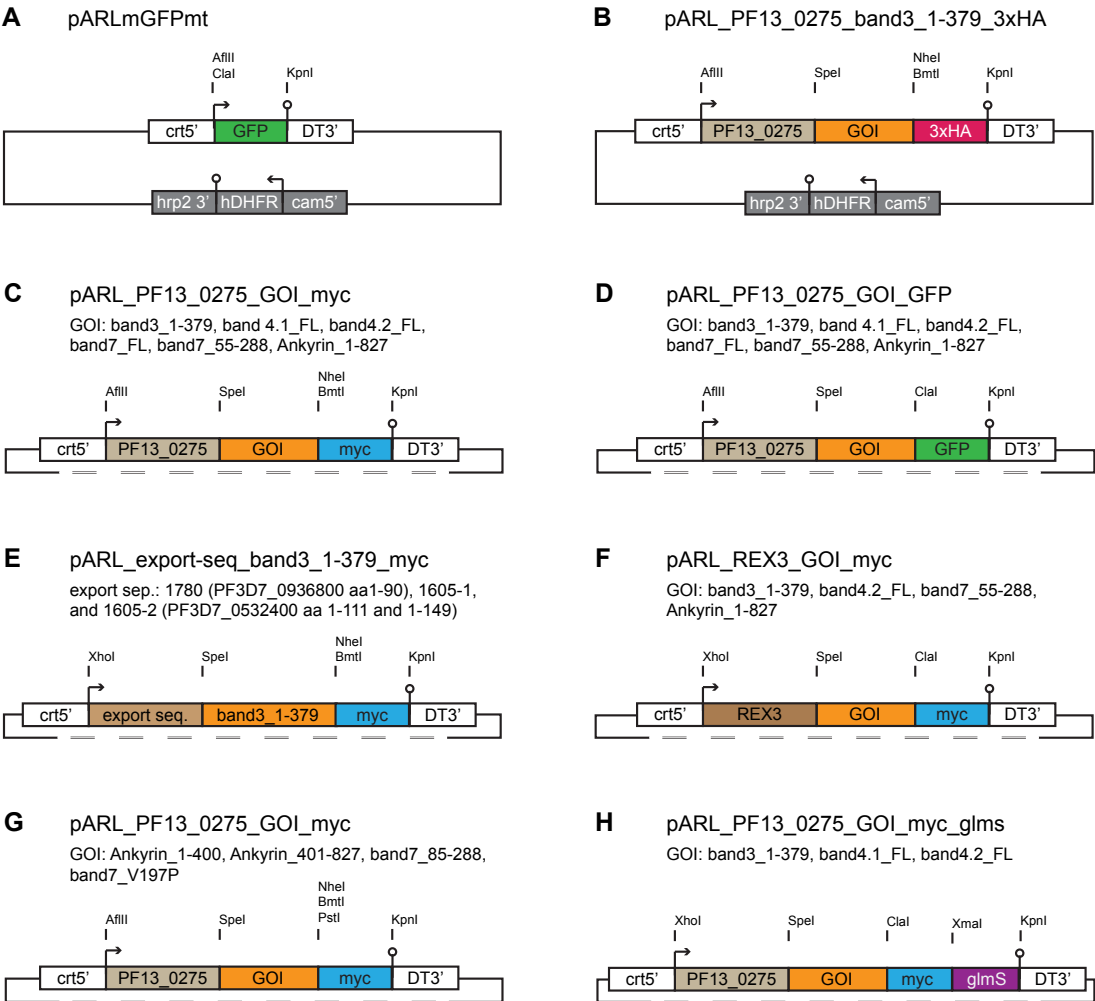 A pARLmGFPmt
AflII
ClaI
KpnI
crt5’ GFP DT3’
hrp2 3’ hDHFR cam5’
B pARL_PF13_0275_band3_1-379_3xHA
AflII SpeI NheI
BmtI
KpnI
crt5’ PF13_0275 GOI 3xHA DT3’
hrp2 3’ hDHFR cam5’
C pARL_PF13_0275_GOI_myc
GOI: band3_1-379, band 4.1_FL, band4.2_FL,
band7_FL, band7_55-288, Ankyrin_1-827
AflII SpeI NheI
BmtI
KpnI
crt5’ PF13_0275 GOI myc DT3’
D pARL_PF13_0275_GOI_GFP
GOI: band3_1-379, band 4.1_FL, band4.2_FL,
band7_FL, band7_55-288, Ankyrin_1-827
AflII SpeI ClaI KpnI
crt5’ PF13_0275 GOI GFP DT3’
E pARL_export-seq_band3_1-379_myc
export sep.: 1780 (PF3D7_0936800 aa1-90), 1605-1,
and 1605-2 (PF3D7_0532400 aa 1-111 and 1-149)
XhoI SpeI NheI
BmtI
KpnI
crt5’ export seq. band3_1-379 myc DT3’
F pARL_REX3_GOI_myc
GOI: band3_1-379, band4.2_FL, band7_55-288,
Ankyrin_1-827
XhoI SpeI ClaI KpnI
crt5’ REX3 GOI myc DT3’
G pARL_PF13_0275_GOI_myc
GOI: Ankyrin_1-400, Ankyrin_401-827, band7_85-288,
band7_V197P
AflII SpeI NheI
BmtI
PstI
KpnI
crt5’ PF13_0275 GOI myc DT3’
H pARL_PF13_0275_GOI_myc_glms
GOI: band3_1-379, band4.1_FL, band4.2_FL
XhoI SpeI ClaI XmaI KpnI
crt5’ PF13_0275 GOI myc glmS DT3’